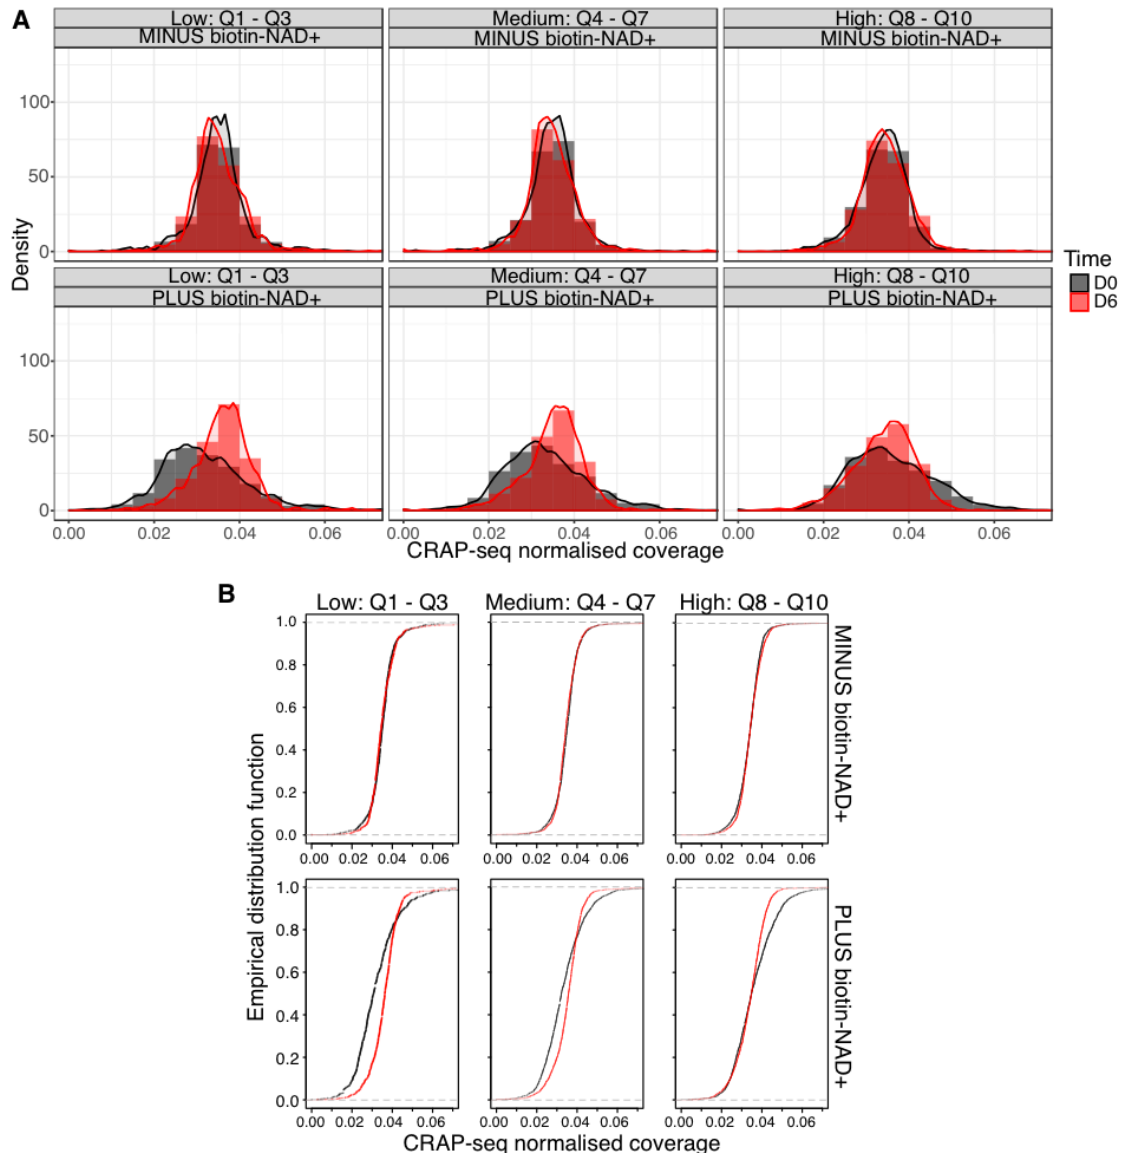 A
Low: Q1 - Q3
Medium: Q4 - Q7
High: Q8 - Q10
MINUS biotin-NAD+
MINUS biotin-NAD+
MINUS biotin-NAD+
100
50
0
Density
Low: Q1 - Q3
Medium: Q4 - Q7
High: Q8 - Q10
PLUS biotin-NAD+
PLUS biotin-NAD+
PLUS biotin-NAD+
100
50
0
0.00 0.02 0.04 0.06 0.00 0.02 0.04 0.06 0.00 0.02 0.04 0.06
CRAP-seq normalised coverage
Time
D0
D6
B
Low: Q1 - Q3
Medium: Q4 - Q7
High: Q8 - Q10
1.0
0.8
0.6
0.4
0.2
0.0
0.00 0.02 0.04 0.06 0.00 0.02 0.04 0.06 0.00 0.02 0.04 0.06
MINUS biotin-NAD+
Empirical distribution function
1.0
0.8
0.6
0.4
0.2
0.0
0.00 0.02 0.04 0.06 0.00 0.02 0.04 0.06 0.00 0.02 0.04 0.06
PLUS biotin-NAD+
CRAP-seq normalised coverage